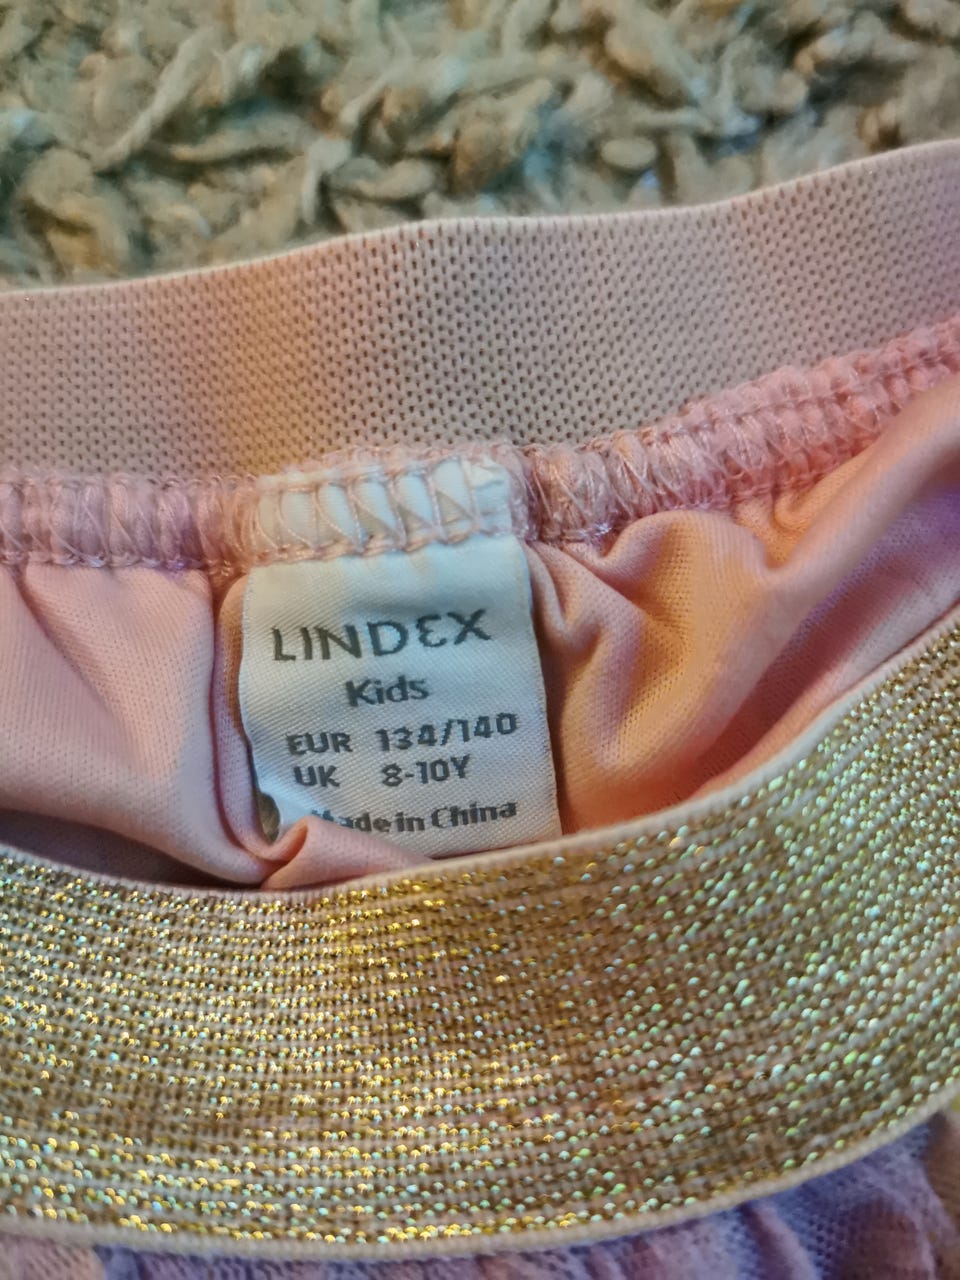 LINDEX
Kids
EUR 134/140
UK 8-10Y
Made in China